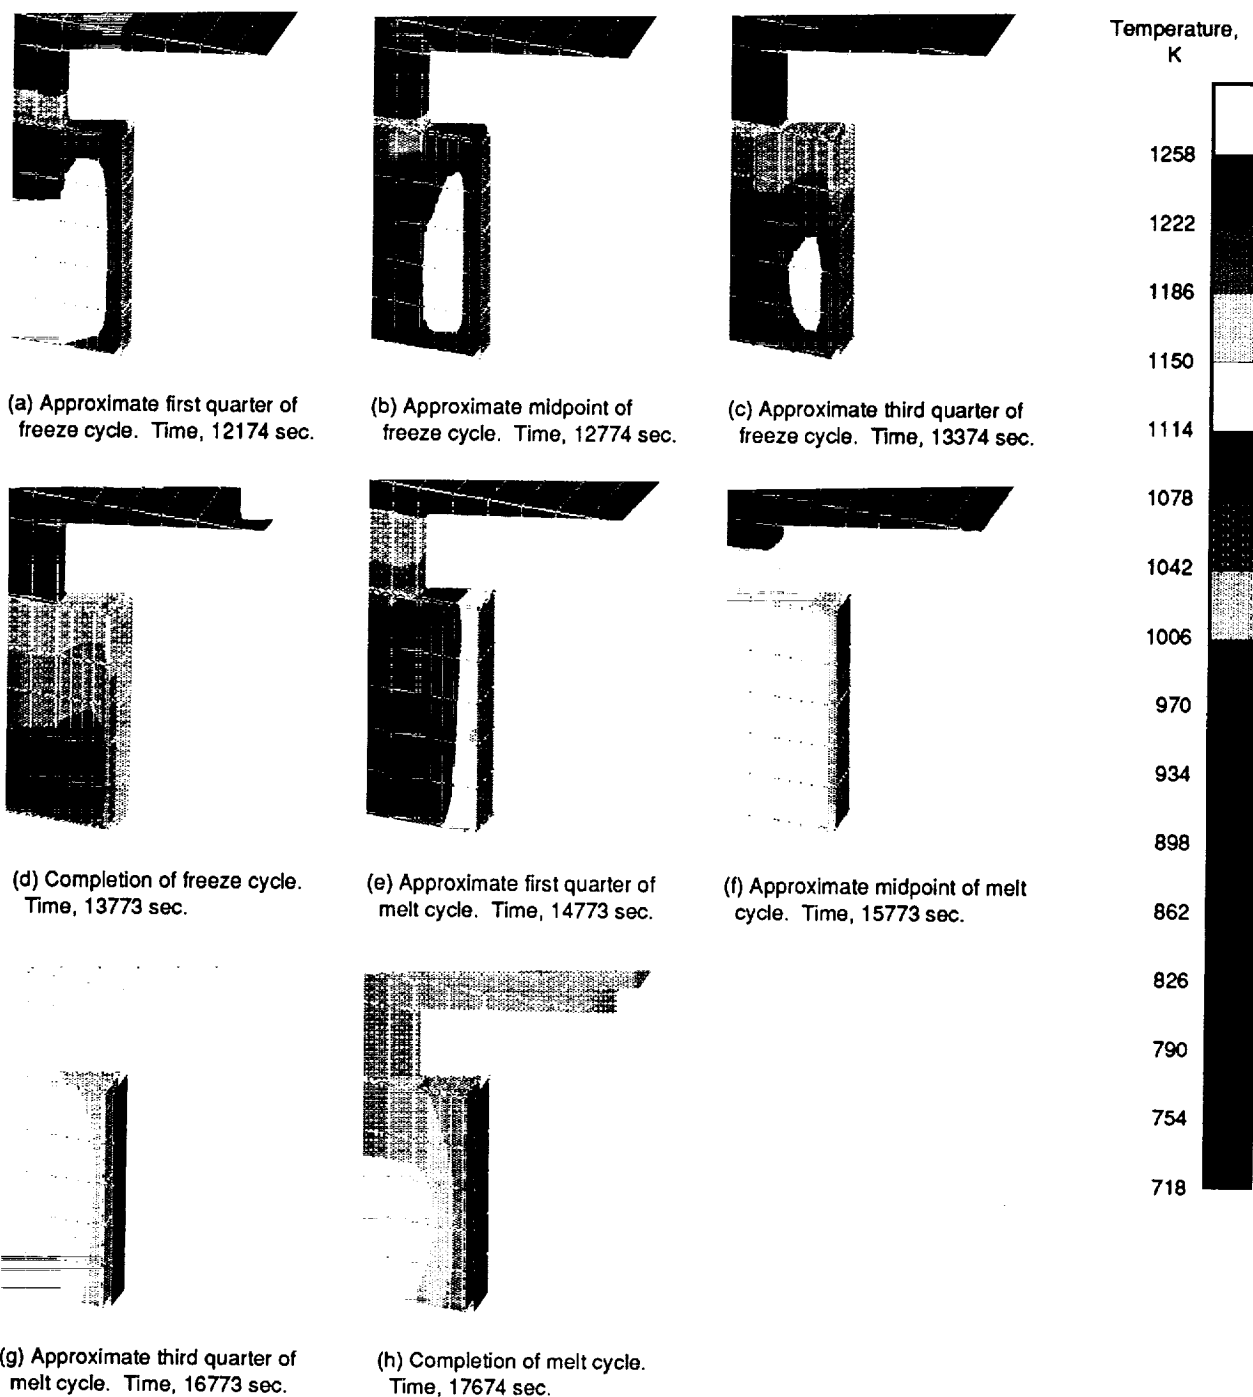 Temperature,
K
1258
1222
1186
1150
1114
1078
1042
1006
970
934
898
862
826
790
754
718
(a) Approximate first quarter of
freeze cycle. Time, 12174 sec.
(b) Approximate midpoint of
freeze cycle. Time, 12774 sec.
(c) Approximate third quarter of
freeze cycle. Time, 13374 sec.
(d) Completion of freeze cycle.
Time, 13773 sec.
(e) Approximate first quarter of
melt cycle. Time, 14773 sec.
(f) Approximate midpoint of melt
cycle. Time, 15773 sec.
(g) Approximate third quarter of
melt cycle. Time, 16773 sec.
(h) Completion of melt cycle.
Time, 17674 sec.